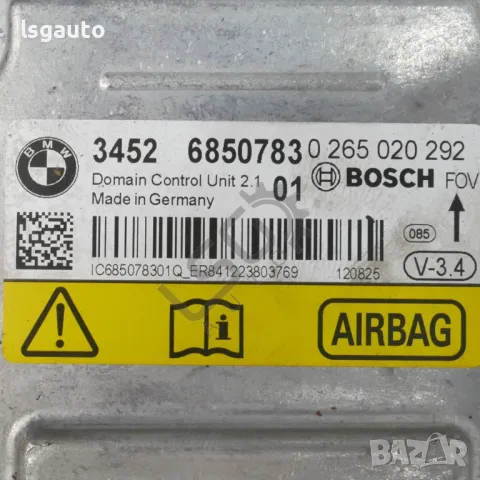 lsgauto
BMW
3452 6850783 0 265 020 292
Domain Control Unit 2.1 01 BOSCH FOV
Made in Germany
085
IC685078301Q_ER841223803769 120825
V-3.4
i
AIRBAG
BAZAR